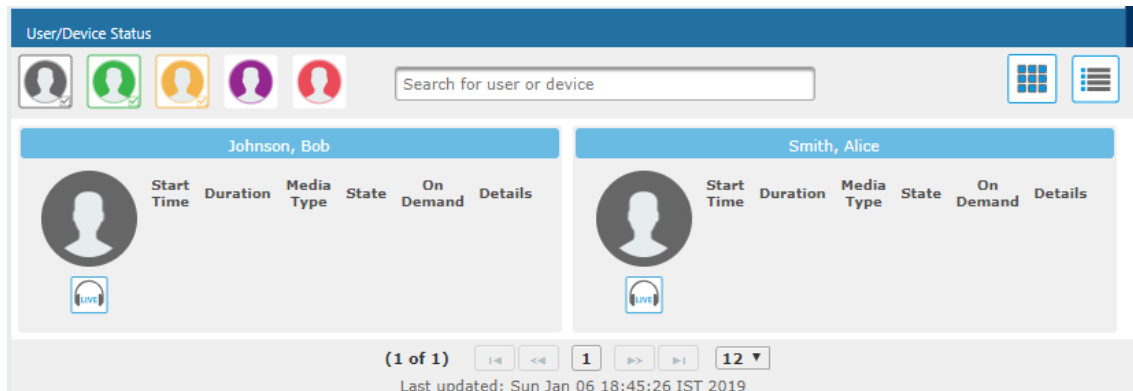 User/Device Status
Search for user or device
Johnson, Bob
Start Time Duration Media Type State On Demand Details
LIVE
Smith, Alice
Start Time Duration Media Type State On Demand Details
LIVE
(1 of 1) 1 12
Last updated: Sun Jan 06 18:45:26 IST 2019